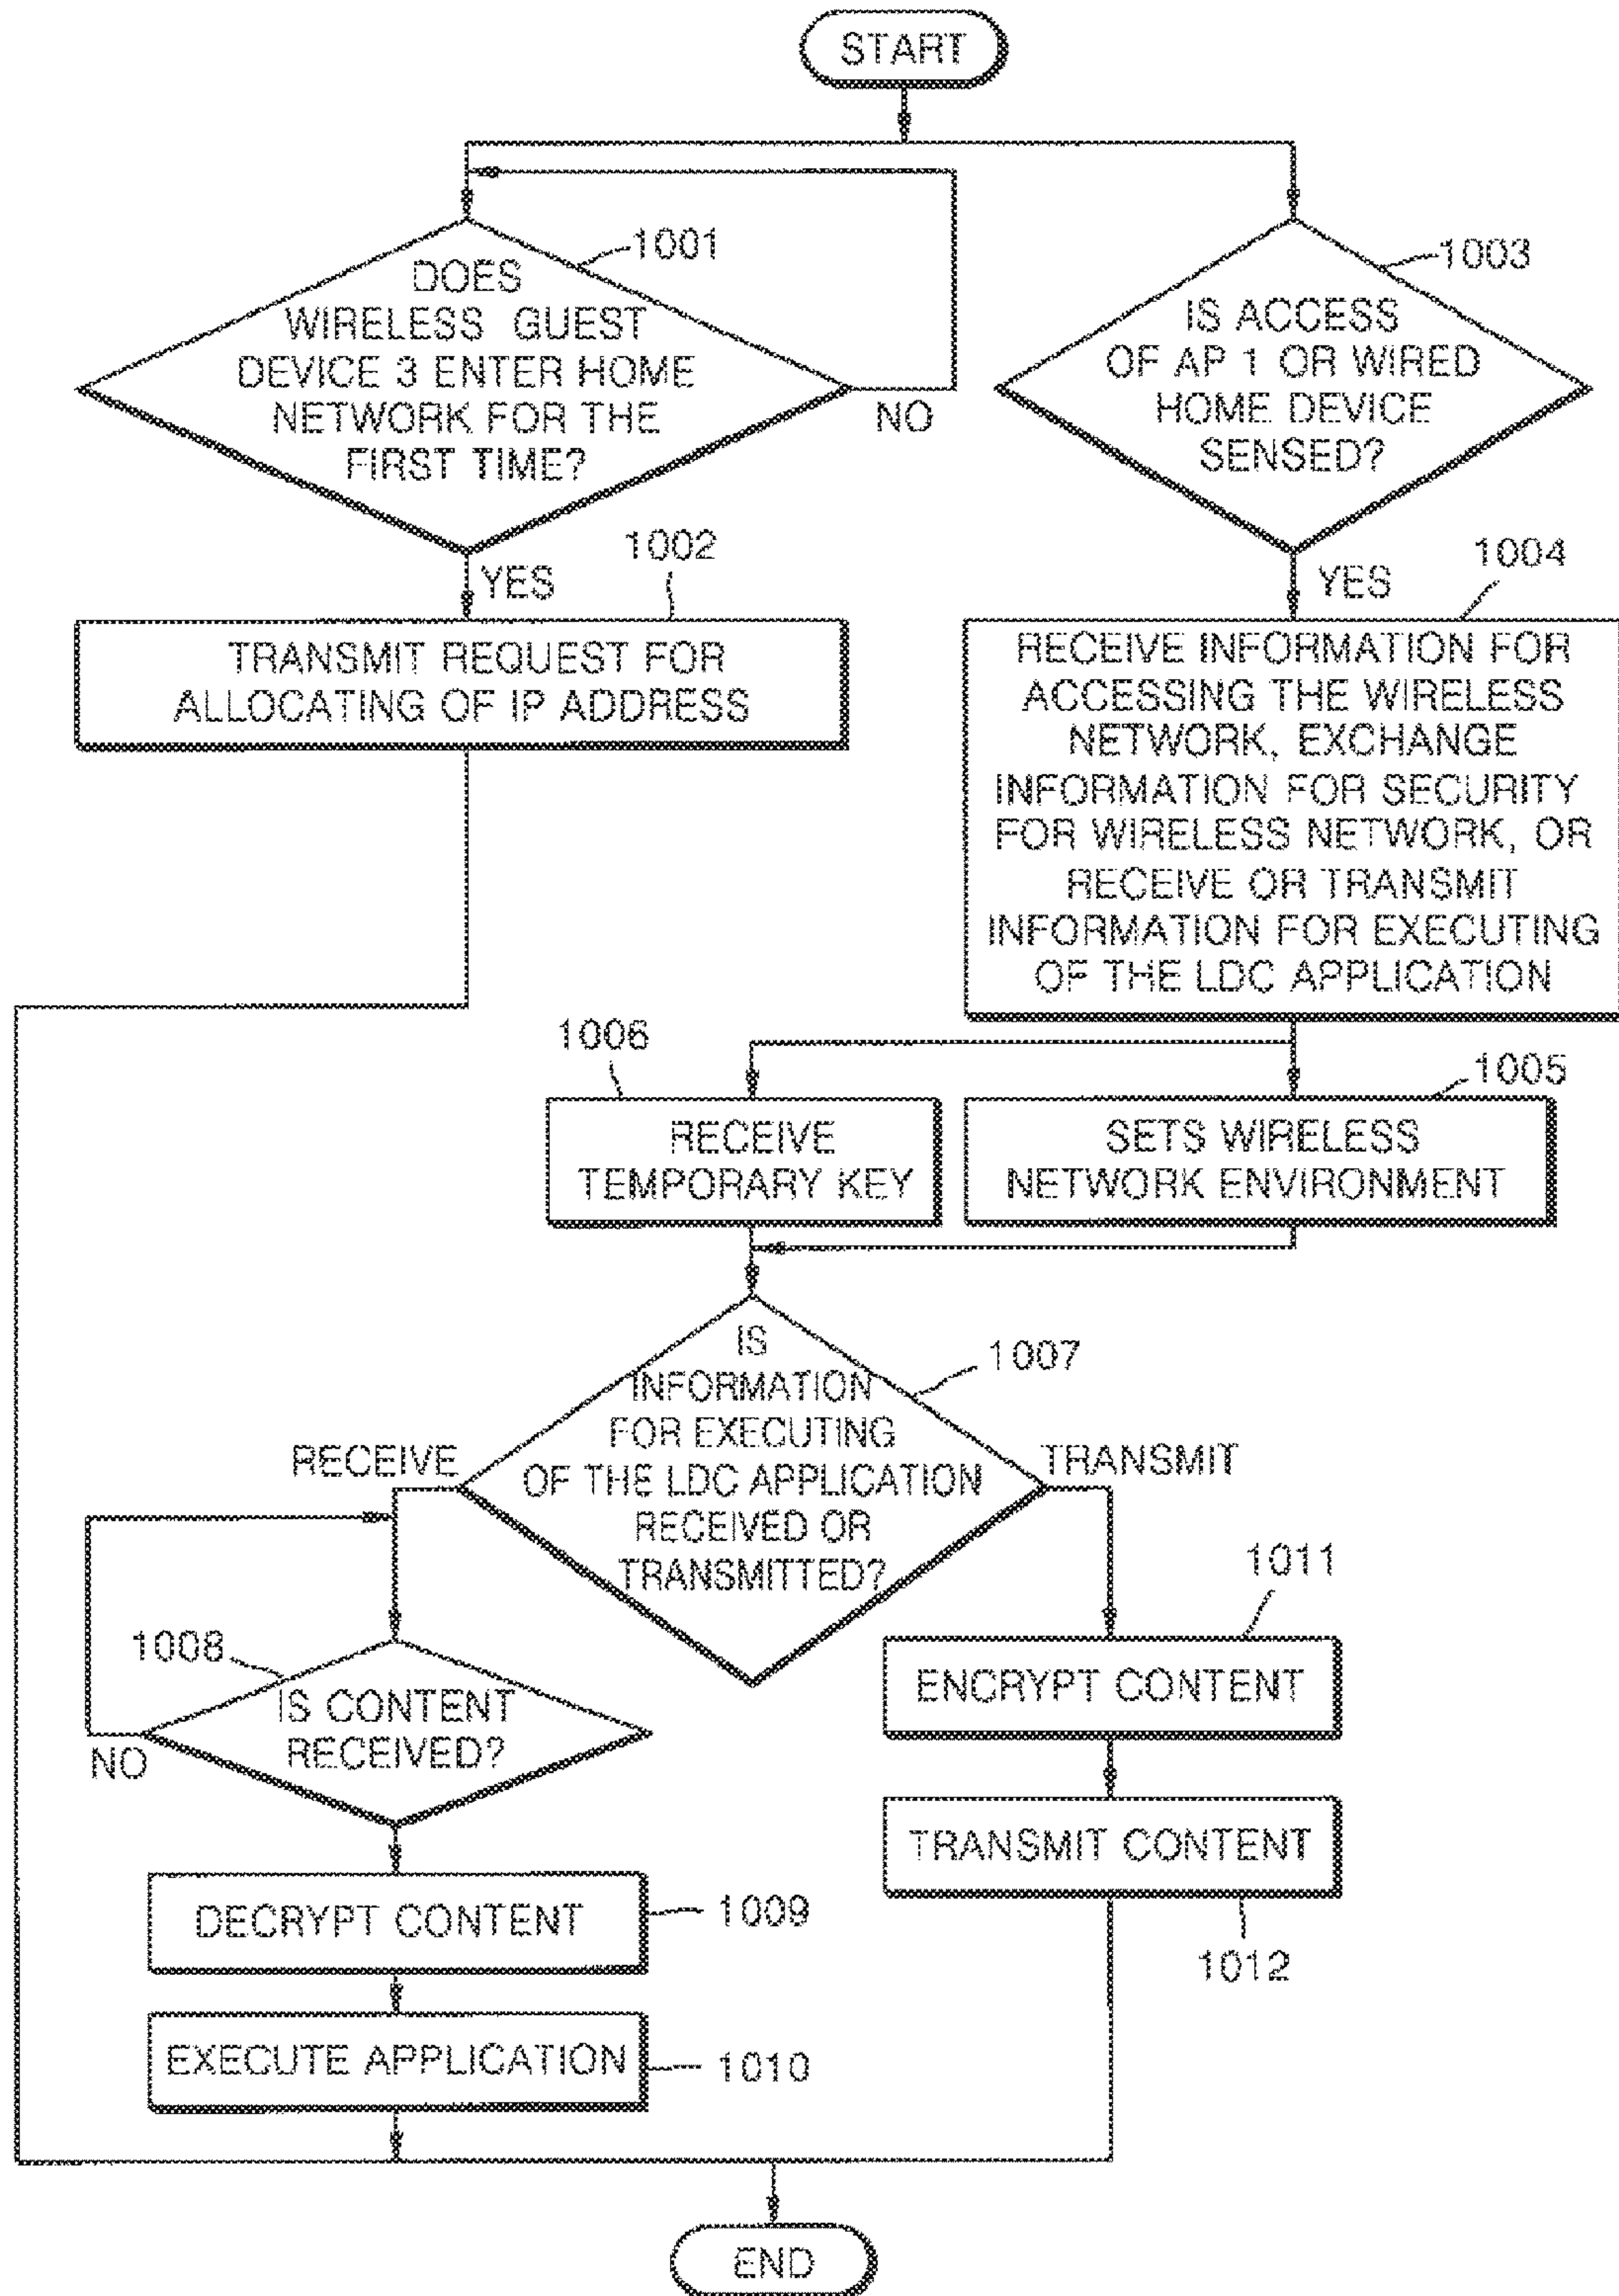 START
1001
DOES
WIRELESS GUEST
DEVICE 3 ENTER HOME
NETWORK FOR THE
FIRST TIME?
NO
YES
1003
IS ACCESS
OF AP 1 OR WIRED
HOME DEVICE
SENSED?
YES
1002
TRANSMIT REQUEST FOR
ALLOCATING OF IP ADDRESS
1004
RECEIVE INFORMATION FOR
ACCESSING THE WIRELESS
NETWORK, EXCHANGE
INFORMATION FOR SECURITY
FOR WIRELESS NETWORK, OR
RECEIVE OR TRANSMIT
INFORMATION FOR EXECUTING
OF THE LDC APPLICATION
1006
RECEIVE
TEMPORARY KEY
1005
SETS WIRELESS
NETWORK ENVIRONMENT
1007
IS
INFORMATION
FOR EXECUTING
OF THE LDC APPLICATION
RECEIVED OR
TRANSMITTED?
RECEIVE
TRANSMIT
1008
IS CONTENT
RECEIVED?
NO
1011
ENCRYPT CONTENT
TRANSMIT CONTENT
1012
DECRYPT CONTENT
1009
EXECUTE APPLICATION
1010
END